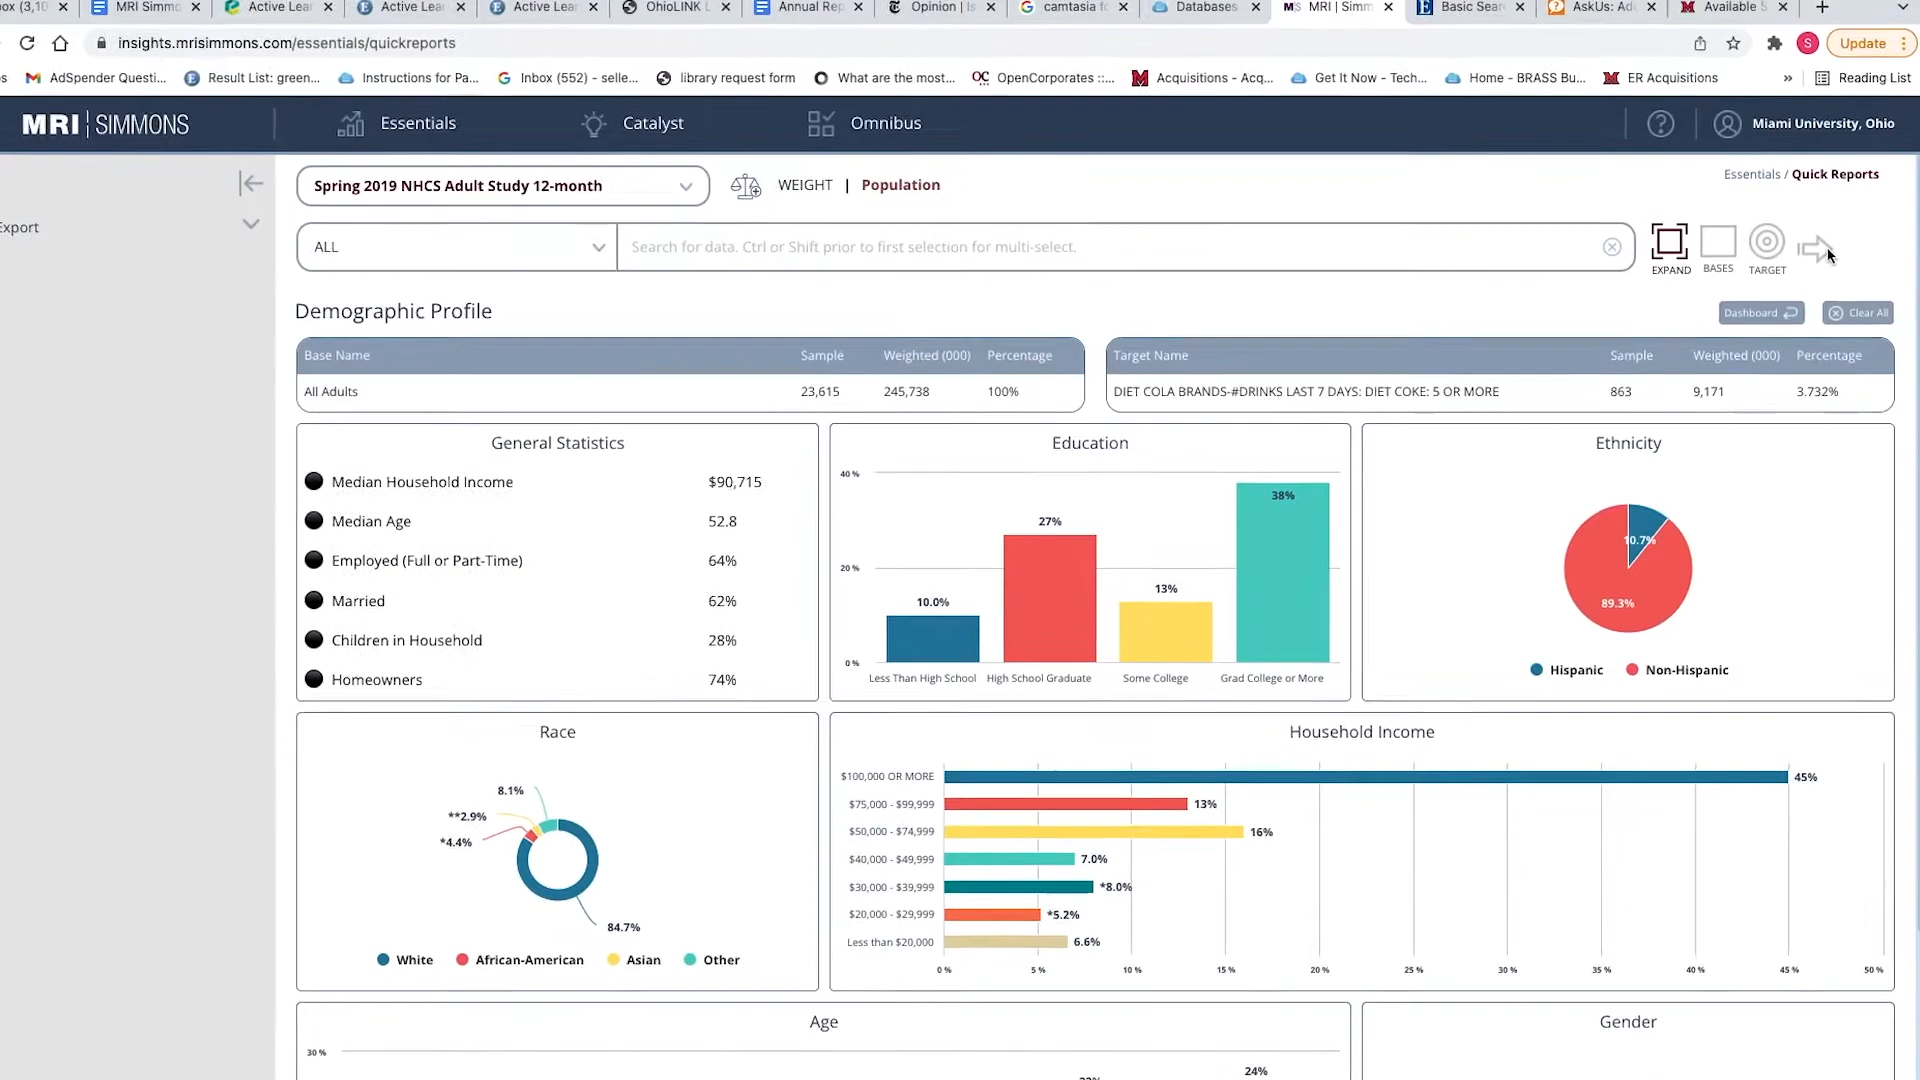 box (3,10 MRI Simmo Active Lea Active Lea Active Lea OhioLINK L Annual Rep Opinion | Is camtasia fo Databases MS MRI | Simm Basic Sear AskUs: Ad Available S
insights.mrisimmons.com/essentials/quickreports S Update
s AdSpender Questi... Result List: green... Instructions for Pa... Inbox (552) - selle... library request form What are the most... OC OpenCorporates ::... Acquisitions - Acq... Get It Now - Tech... Home - BRASS Bu... ER Acquisitions » Reading List
MRI | SIMMONS Essentials Catalyst Omnibus Miami University, Ohio
Spring 2019 NHCS Adult Study 12-month WEIGHT | Population Essentials / Quick Reports
Export
ALL Search for data. Ctrl or Shift prior to first selection for multi-select.
EXPAND BASES TARGET
Demographic Profile Dashboard Clear All
Base Name Sample Weighted (000) Percentage
All Adults 23,615 245,738 100%
Target Name Sample Weighted (000) Percentage
DIET COLA BRANDS-#DRINKS LAST 7 DAYS: DIET COKE: 5 OR MORE 863 9,171 3.732%
General Statistics
Median Household Income $90,715
Median Age 52.8
Employed (Full or Part-Time) 64%
Married 62%
Children in Household 28%
Homeowners 74%
Education
40 %
20 %
0 %
10.0% 27% 13% 38%
Less Than High School High School Graduate Some College Grad College or More
Ethnicity
10.7%
89.3%
Hispanic Non-Hispanic
Race
8.1%
**2.9%
*4.4%
84.7%
White African-American Asian Other
Household Income
$100,000 OR MORE 45%
$75,000 - $99,999 13%
$50,000 - $74,999 16%
$40,000 - $49,999 7.0%
$30,000 - $39,999 *8.0%
$20,000 - $29,999 *5.2%
Less than $20,000 6.6%
0 % 5 % 10 % 15 % 20 % 25 % 30 % 35 % 40 % 45 % 50 %
Age
30 %
24%
Gender